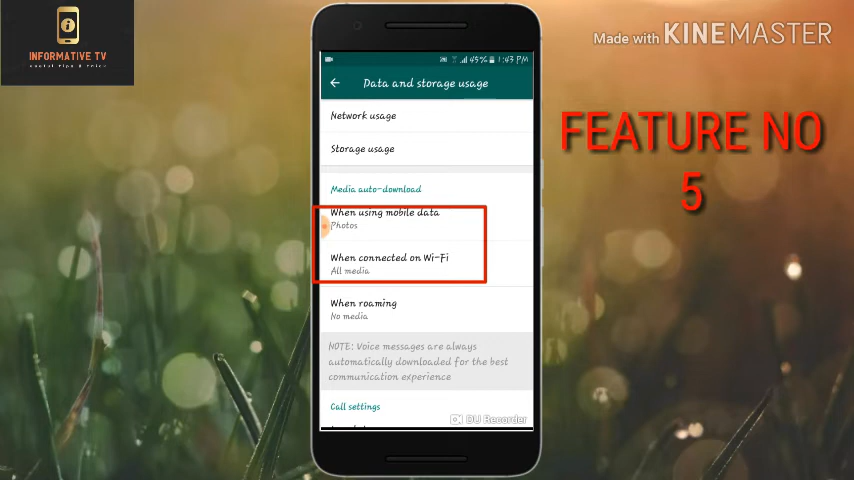 INFORMATIVE TV
Made with KINEMASTER
45% 1:43 PM
Data and storage usage
Network usage
Storage usage
Media auto-download
When using mobile data
Photos
When connected on Wi-Fi
All media
When roaming
No media
NOTE: Voice messages are always
automatically downloaded for the best
communication experience
Call settings
DU Recorder
FEATURE NO
5